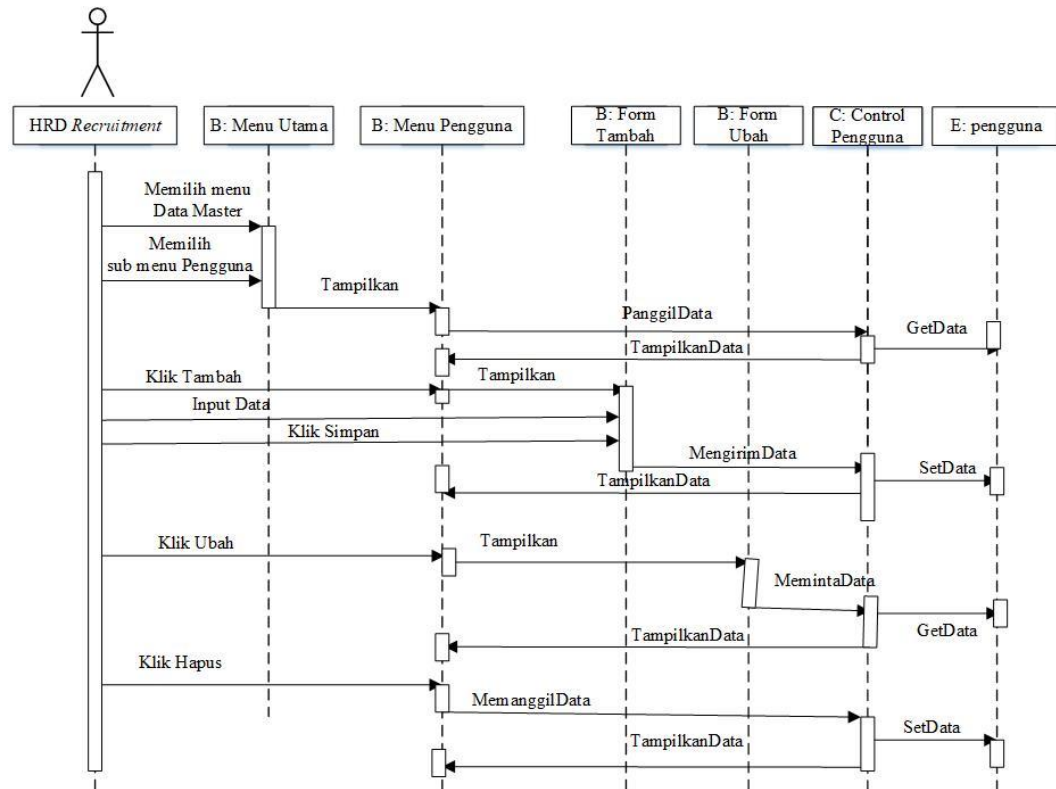 HRD Recruitment
B: Menu Utama
B: Menu Pengguna
B: Form
Tambah
B: Form
Ubah
C: Control
Pengguna
E: pengguna
Memilih menu
Data Master
Memilih
sub menu Pengguna
Tampilkan
PanggilData
GetData
TampilkanData
Klik Tambah
Tampilkan
Input Data
Klik Simpan
MengirimData
SetData
TampilkanData
Klik Ubah
Tampilkan
MemintaData
GetData
TampilkanData
Klik Hapus
MemanggilData
SetData
TampilkanData